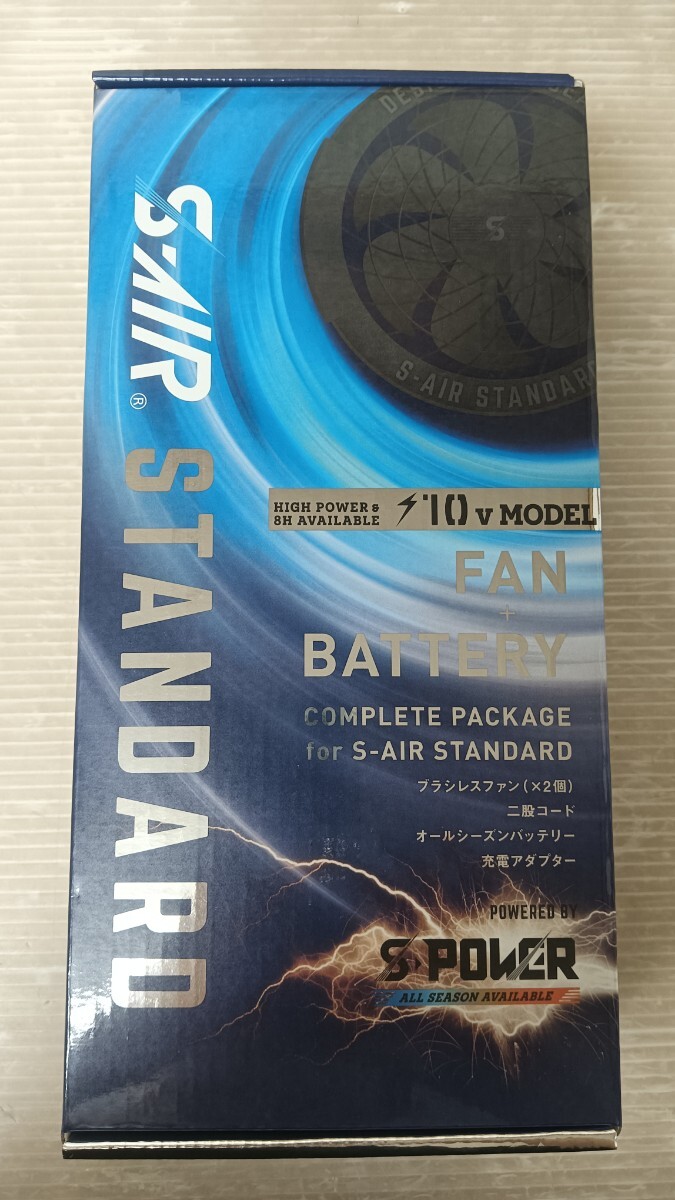 S-AIR® STANDARD
S
S-AIR STANDARD
HIGH POWER &
8H AVAILABLE
10V MODEL
FAN
+
BATTERY
COMPLETE PACKAGE
for S-AIR STANDARD
ブラシレスファン(×2個)
二股コード
オールシーズンバッテリー
充電アダプター
POWERED BY
S-POWER
ALL SEASON AVAILABLE